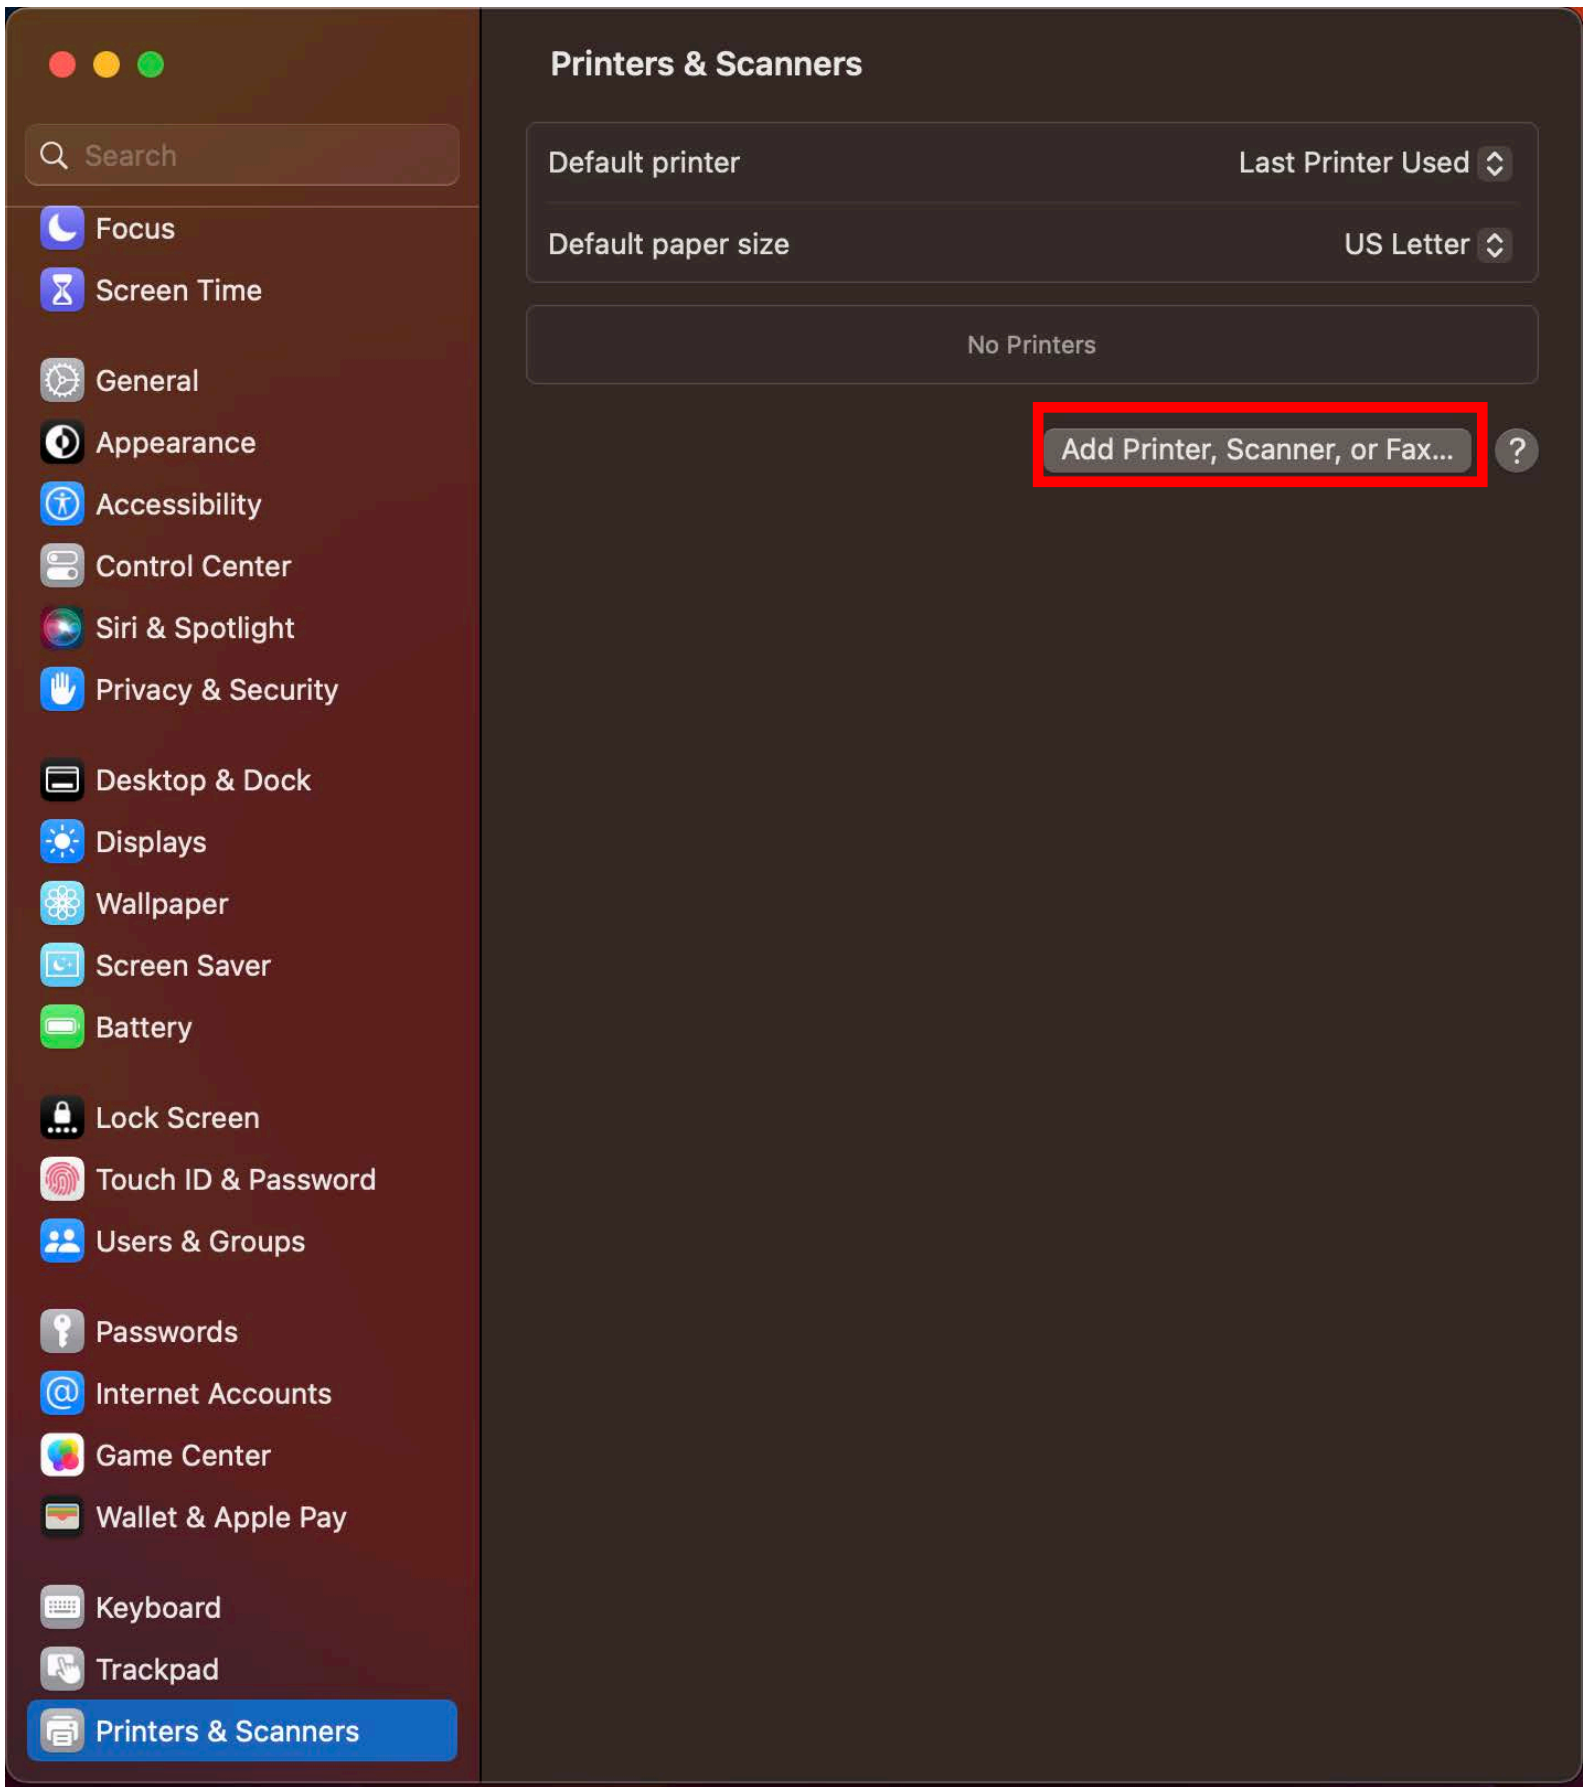 Search
Focus
Screen Time
General
Appearance
Accessibility
Control Center
Siri & Spotlight
Privacy & Security
Desktop & Dock
Displays
Wallpaper
Screen Saver
Battery
Lock Screen
Touch ID & Password
Users & Groups
Passwords
Internet Accounts
Game Center
Wallet & Apple Pay
Keyboard
Trackpad
Printers & Scanners
Printers & Scanners
Default printer Last Printer Used
Default paper size US Letter
No Printers
Add Printer, Scanner, or Fax... ?